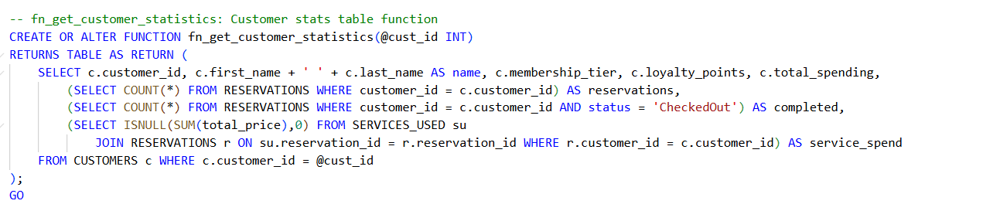 -- fn_get_customer_statistics: Customer stats table function
CREATE OR ALTER FUNCTION fn_get_customer_statistics(@cust_id INT)
RETURNS TABLE AS RETURN (
    SELECT c.customer_id, c.first_name + ' ' + c.last_name AS name, c.membership_tier, c.loyalty_points, c.total_spending,
        (SELECT COUNT(*) FROM RESERVATIONS WHERE customer_id = c.customer_id) AS reservations,
        (SELECT COUNT(*) FROM RESERVATIONS WHERE customer_id = c.customer_id AND status = 'CheckedOut') AS completed,
        (SELECT ISNULL(SUM(total_price),0) FROM SERVICES_USED su
            JOIN RESERVATIONS r ON su.reservation_id = r.reservation_id WHERE r.customer_id = c.customer_id) AS service_spend
    FROM CUSTOMERS c WHERE c.customer_id = @cust_id
);
GO